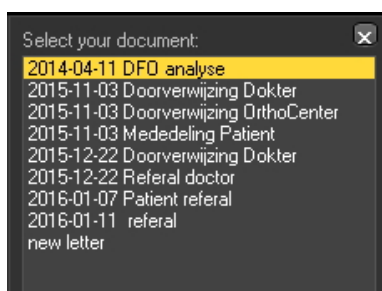 Select your document:
2014-04-11 DFO analyse
2015-11-03 Doorverwijzing Dokter
2015-11-03 Doorverwijzing OrthoCenter
2015-11-03 Mededeling Patient
2015-12-22 Doorverwijzing Dokter
2015-12-22 Referal doctor
2016-01-07 Patient referal
2016-01-11  referal
new letter